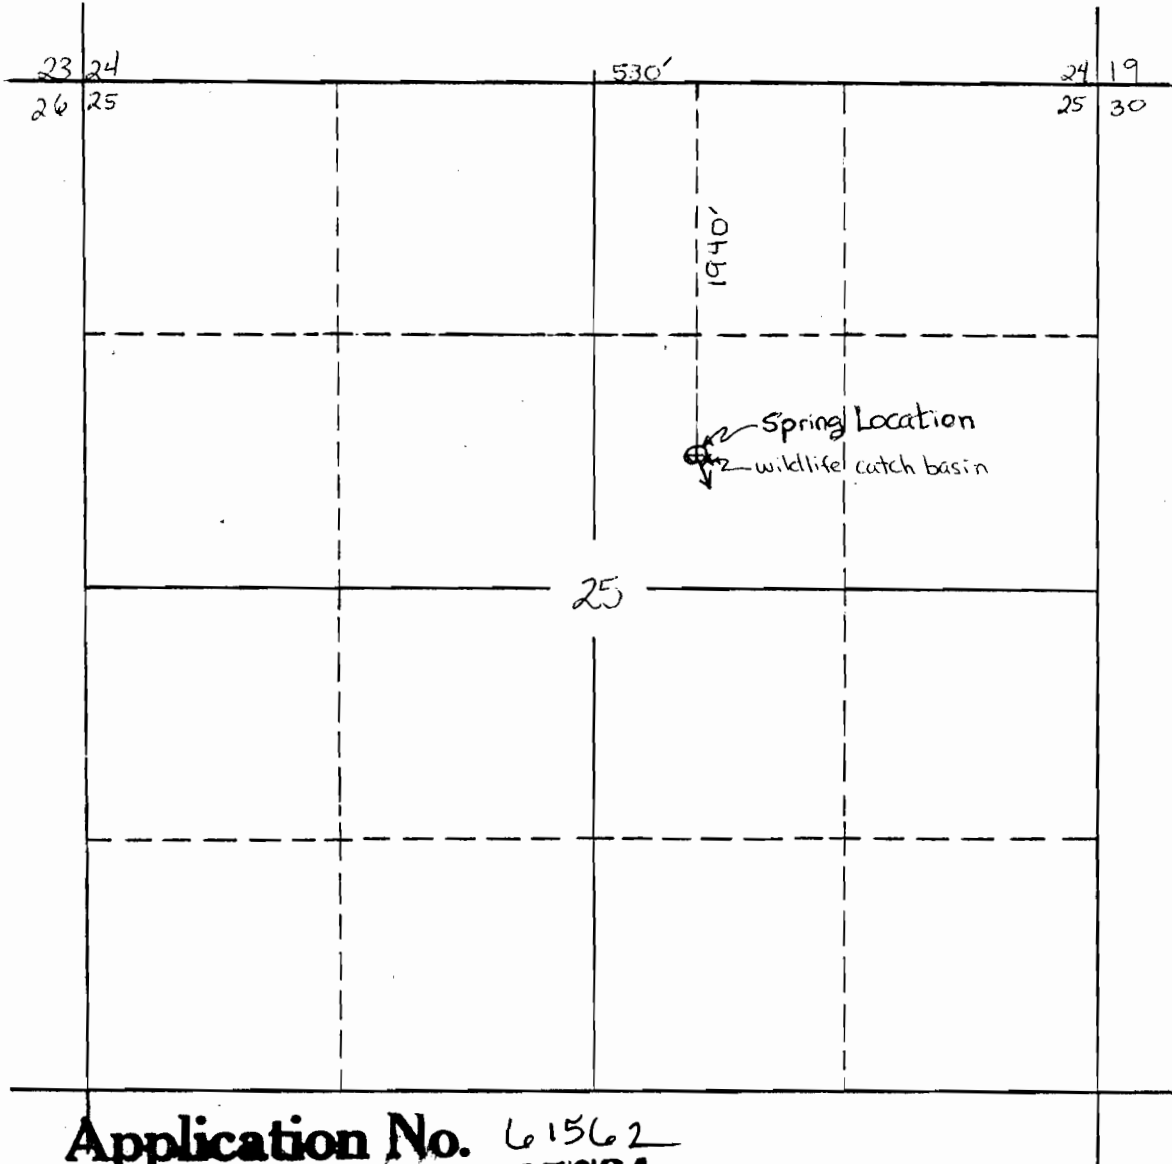 23 24 530' 24 19
26 25 25 30
1940'
Spring Location
wildlife catch basin
25
Application No. 61562